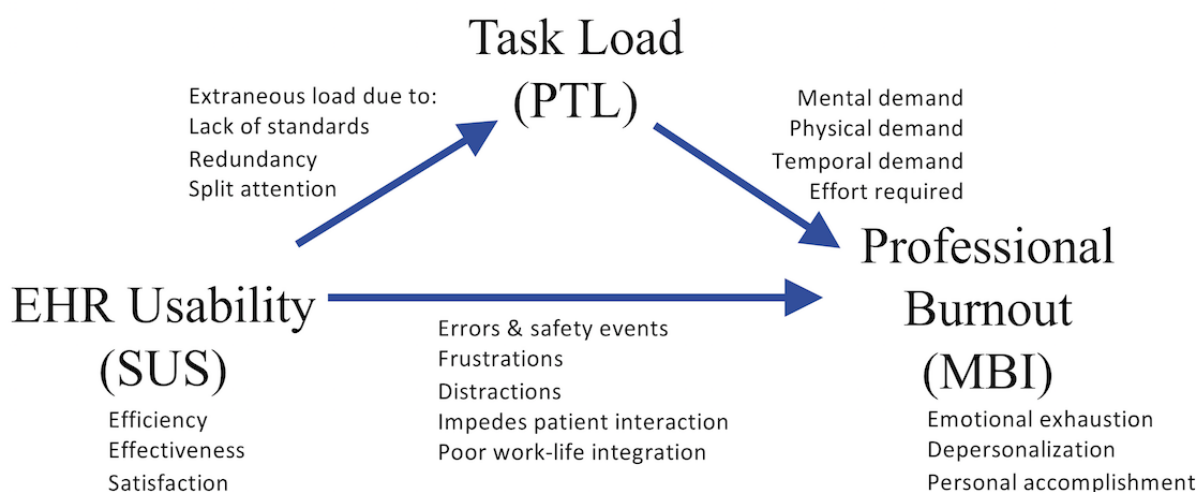 Task Load
(PTL)
Extraneous load due to:
Lack of standards
Redundancy
Split attention
Mental demand
Physical demand
Temporal demand
Effort required
EHR Usability
(SUS)
Efficiency
Effectiveness
Satisfaction
Errors & safety events
Frustrations
Distractions
Impedes patient interaction
Poor work-life integration
Professional
Burnout
(MBI)
Emotional exhaustion
Depersonalization
Personal accomplishment